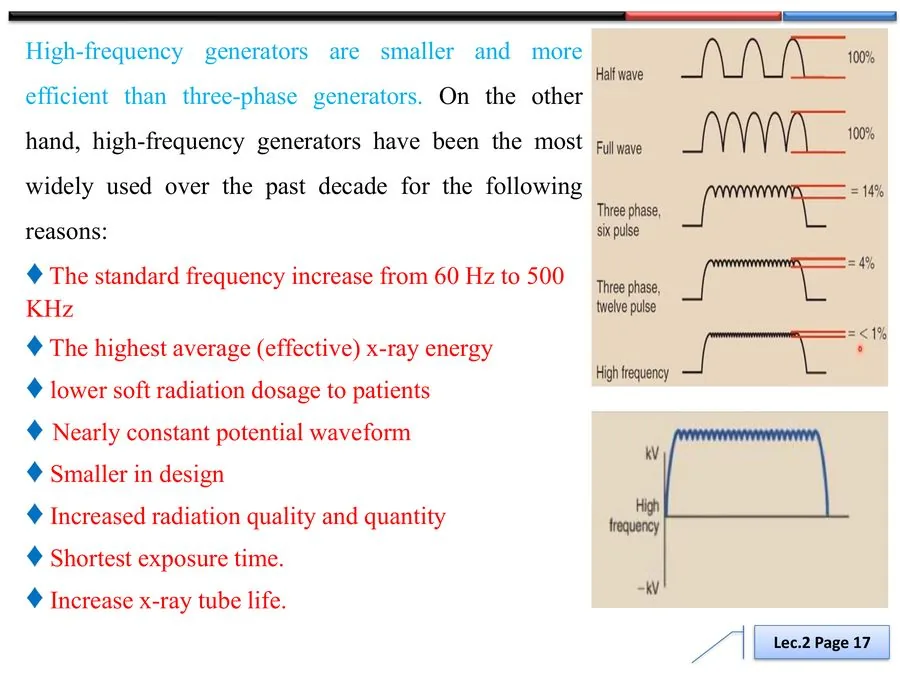 High-frequency generators are smaller and more
efficient than three-phase generators. On the other
hand, high-frequency generators have been the most
widely used over the past decade for the following
reasons:
♦ The standard frequency increase from 60 Hz to 500
KHz
♦ The highest average (effective) x-ray energy
♦ lower soft radiation dosage to patients
♦ Nearly constant potential waveform
♦ Smaller in design
♦ Increased radiation quality and quantity
♦ Shortest exposure time.
♦ Increase x-ray tube life.
Half wave
100%
Full wave
100%
Three phase,
six pulse
= 14%
Three phase,
twelve pulse
= 4%
High frequency
= < 1%
kV
High
frequency
−kV
Lec.2 Page 17